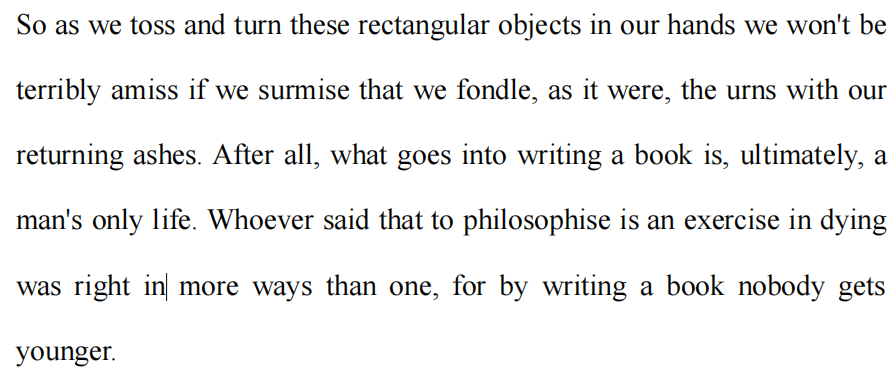 So as we toss and turn these rectangular objects in our hands we won't be
terribly amiss if we surmise that we fondle, as it were, the urns with our
returning ashes. After all, what goes into writing a book is, ultimately, a
man's only life. Whoever said that to philosophise is an exercise in dying
was right in more ways than one, for by writing a book nobody gets
younger.